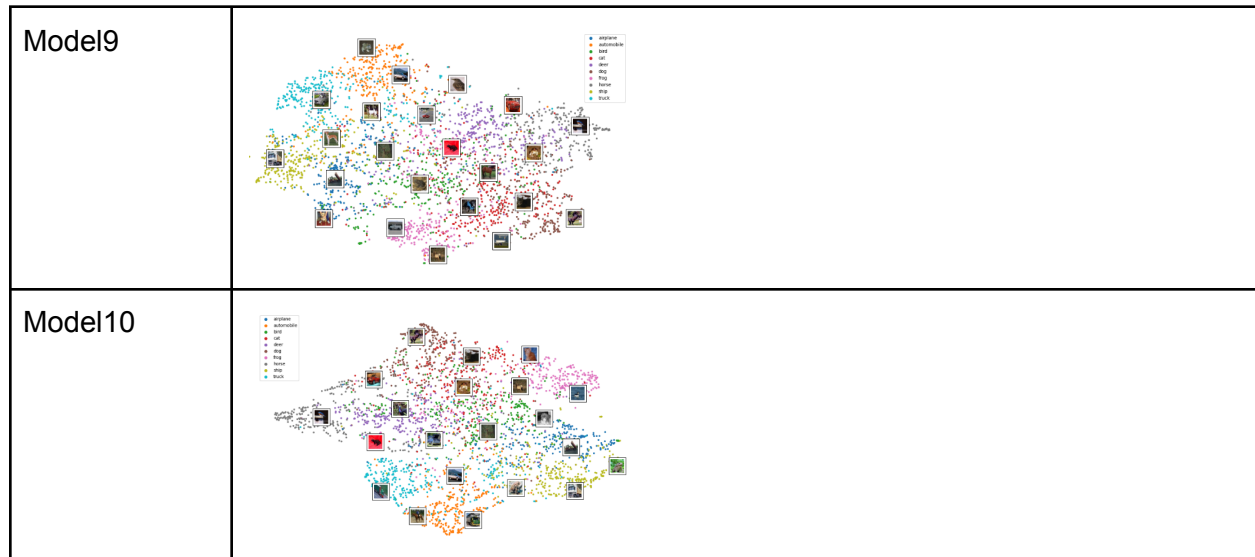 Model9
airplane
automobile
bird
cat
deer
dog
frog
horse
ship
truck
Model10
airplane
automobile
bird
cat
deer
dog
frog
horse
ship
truck